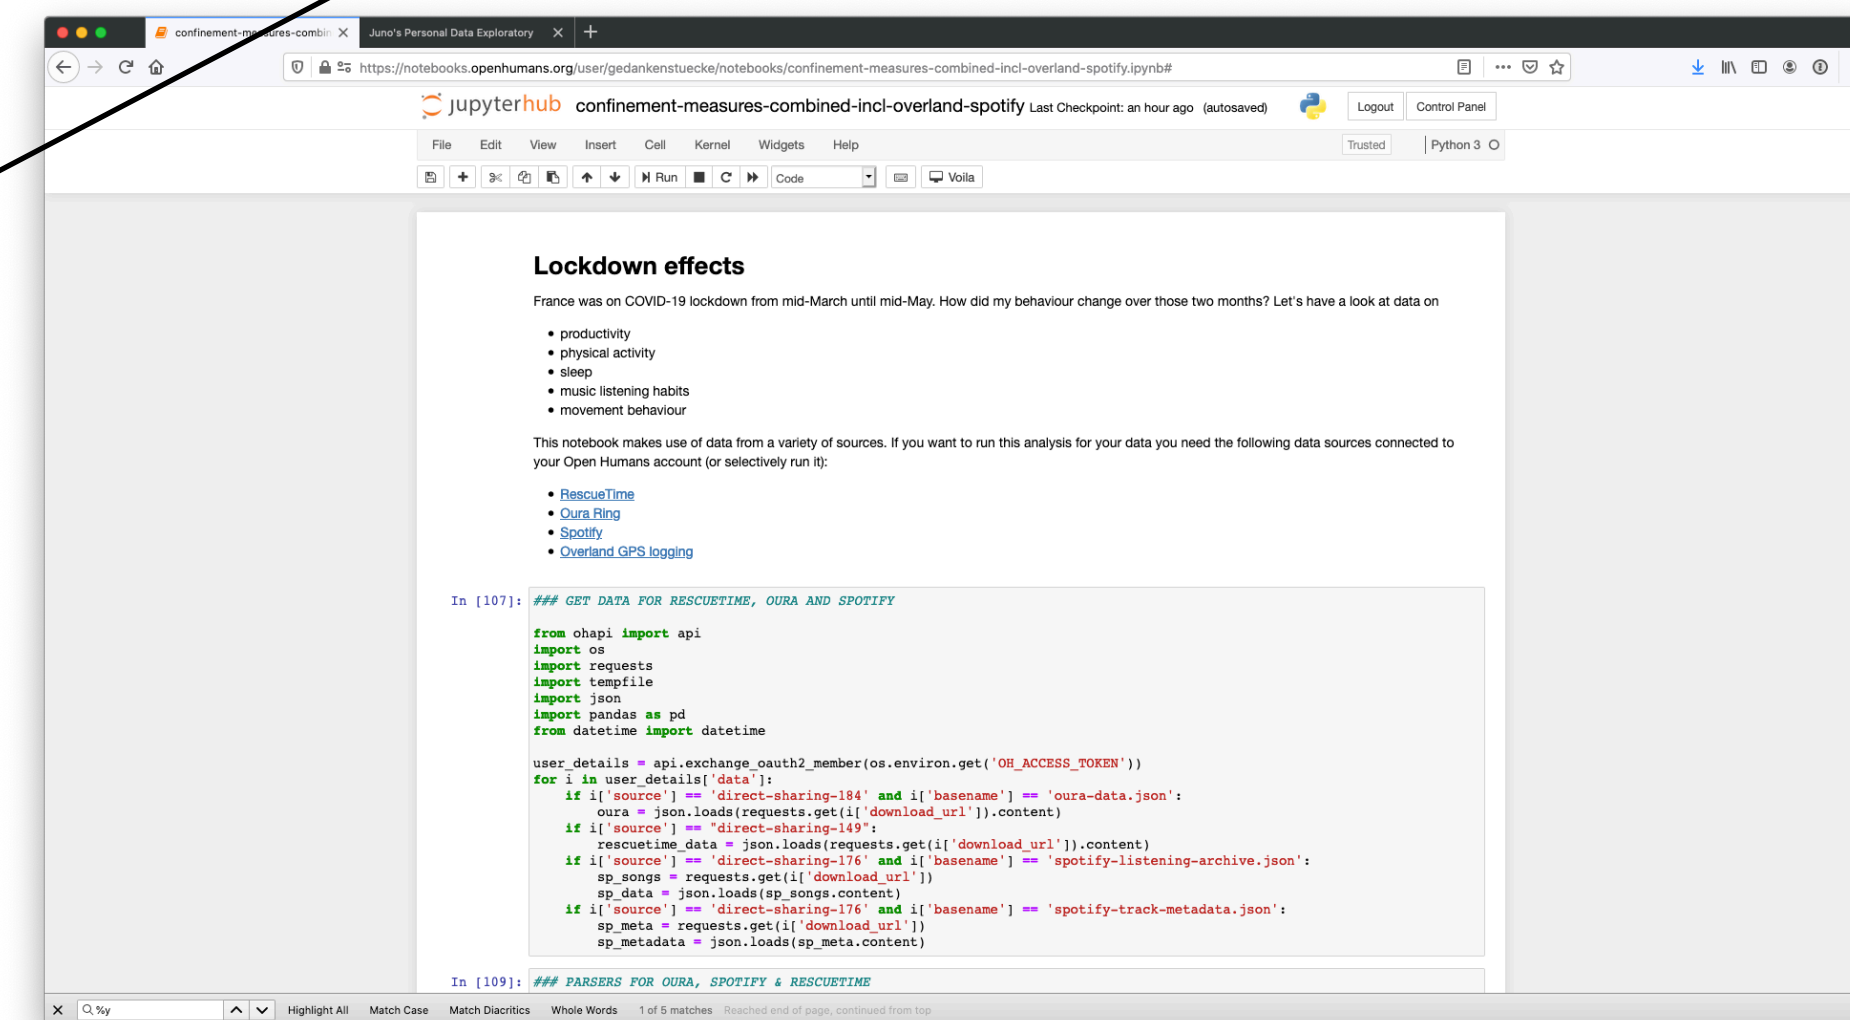 confinement-measures-combin
Juno's Personal Data Exploratory
https://notebooks.openhumans.org/user/gedankenstuecke/notebooks/confinement-measures-combined-incl-overland-spotify.ipynb#
jupyterhub confinement-measures-combined-incl-overland-spotify Last Checkpoint: an hour ago (autosaved)
Logout Control Panel
File Edit View Insert Cell Kernel Widgets Help
Trusted Python 3
Run Code Voila
Lockdown effects
France was on COVID-19 lockdown from mid-March until mid-May. How did my behaviour change over those two months? Let's have a look at data on
• productivity
• physical activity
• sleep
• music listening habits
• movement behaviour
This notebook makes use of data from a variety of sources. If you want to run this analysis for your data you need the following data sources connected to
your Open Humans account (or selectively run it):
• RescueTime
• Oura Ring
• Spotify
• Overland GPS logging
In [107]: ### GET DATA FOR RESCUETIME, OURA AND SPOTIFY
from ohapi import api
import os
import requests
import tempfile
import json
import pandas as pd
from datetime import datetime
user_details = api.exchange_oauth2_member(os.environ.get('OH_ACCESS_TOKEN'))
for i in user_details['data']:
    if i['source'] == 'direct-sharing-184' and i['basename'] == 'oura-data.json':
        oura = json.loads(requests.get(i['download_url']).content)
    if i['source'] == "direct-sharing-149":
        rescuetime_data = json.loads(requests.get(i['download_url']).content)
    if i['source'] == 'direct-sharing-176' and i['basename'] == 'spotify-listening-archive.json':
        sp_songs = requests.get(i['download_url'])
        sp_data = json.loads(sp_songs.content)
    if i['source'] == 'direct-sharing-176' and i['basename'] == 'spotify-track-metadata.json':
        sp_meta = requests.get(i['download_url'])
        sp_metadata = json.loads(sp_meta.content)
In [109]: ### PARSERS FOR OURA, SPOTIFY & RESCUETIME
%y Highlight All Match Case Match Diacritics Whole Words 1 of 5 matches Reached end of page, continued from top